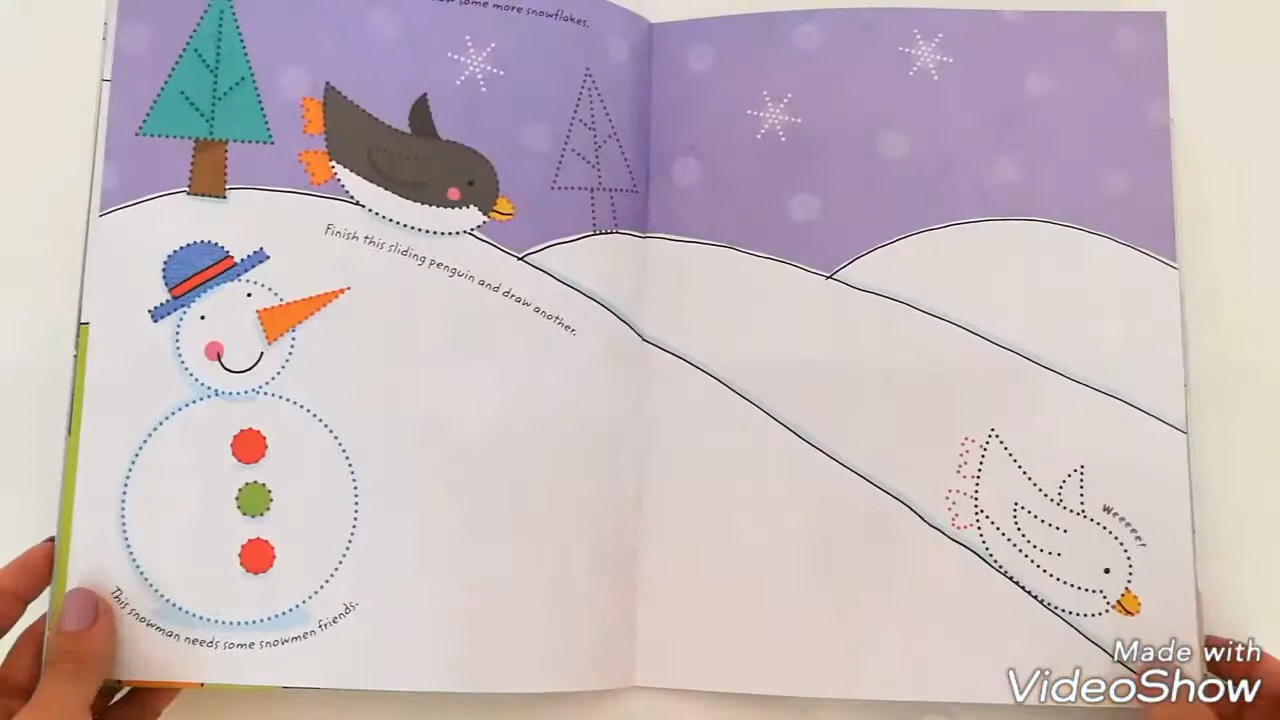 some more snowflakes.
Finish this sliding penguin and draw another.
Weeeee!
This snowman needs some snowmen friends.
Made with
VideoShow